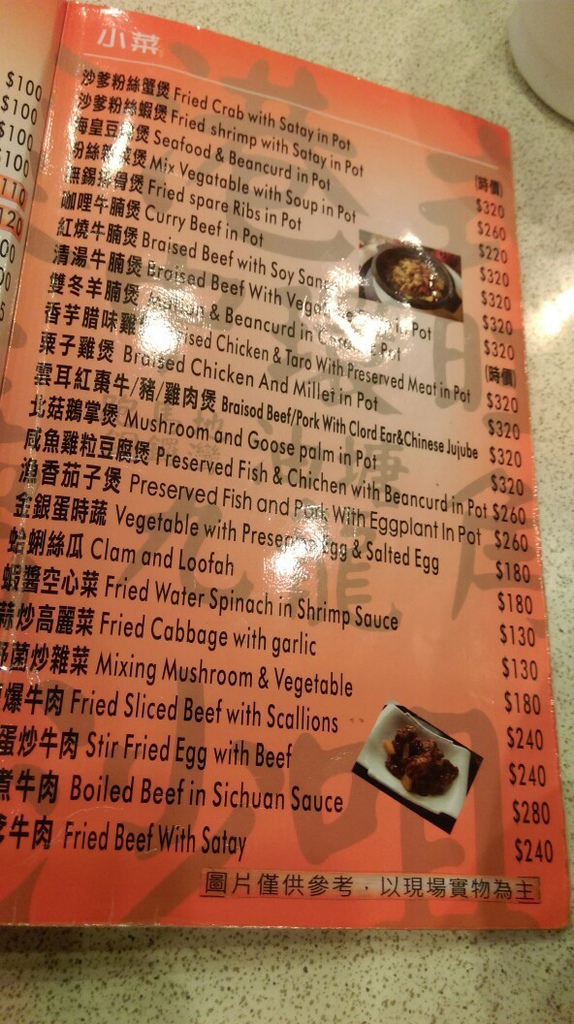 小菜
$100
$100
$100
$100
110
120
沙爹粉絲蟹煲 Fried Crab with Satay in Pot (時價)
沙爹粉絲蝦煲 Fried shrimp with Satay in Pot $320
海皇豆腐煲 Seafood & Beancurd in Pot $260
粉絲雜菜煲 Mix Vegatable with Soup in Pot $220
無錫排骨煲 Fried spare Ribs in Pot $320
咖哩牛腩煲 Curry Beef in Pot $320
紅燒牛腩煲 Braised Beef with Soy in Pot $320
清湯牛腩煲 Braised Beef With in Pot $320
雙冬羊腩煲 & Beancurd in Pot (時價)
香芋臘味雞 Chicken & Taro With Preserved Meat in Pot $320
栗子雞煲 Braised Chicken And Millet in Pot $320
雲耳紅棗牛/豬/雞肉煲 Braisod Beef/Pork With Clord Ear&Chinese Jujube $320
北菇鵝掌煲 Mushroom and Goose palm in Pot $320
咸魚雞粒豆腐煲 Preserved Fish & Chichen with Beancurd in Pot $260
漁香茄子煲 Preserved Fish and Pork With Eggplant In Pot $260
金銀蛋時蔬 Vegetable with Preserved Egg & Salted Egg $180
蛤蜊絲瓜 Clam and Loofah $180
蝦醬空心菜 Fried Water Spinach in Shrimp Sauce $130
蒜炒高麗菜 Fried Cabbage with garlic $130
菌炒雜菜 Mixing Mushroom & Vegetable $180
爆牛肉 Fried Sliced Beef with Scallions $240
蛋炒牛肉 Stir Fried Egg with Beef $240
煮牛肉 Boiled Beef in Sichuan Sauce $280
牛肉 Fried Beef With Satay $240
圖片僅供參考，以現場實物為主